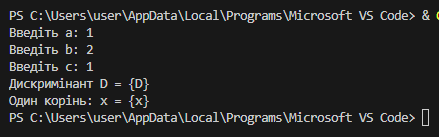 PS C:\Users\user\AppData\Local\Programs\Microsoft VS Code> &
Введіть a: 1
Введіть b: 2
Введіть c: 1
Дискримінант D = {D}
Один корінь: x = {x}
PS C:\Users\user\AppData\Local\Programs\Microsoft VS Code>